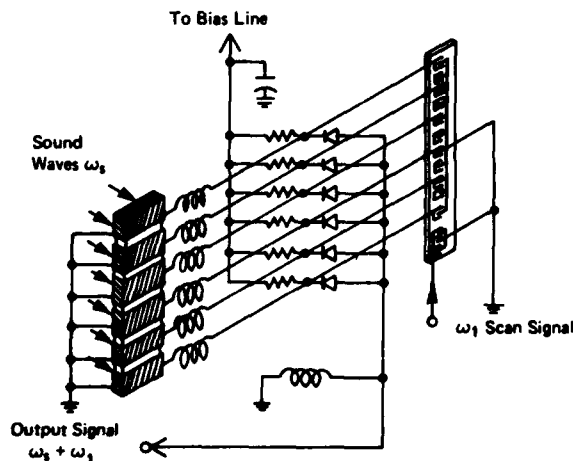 To Bias Line
Sound
Waves ωs
ω1 Scan Signal
Output Signal
ωs + ω1